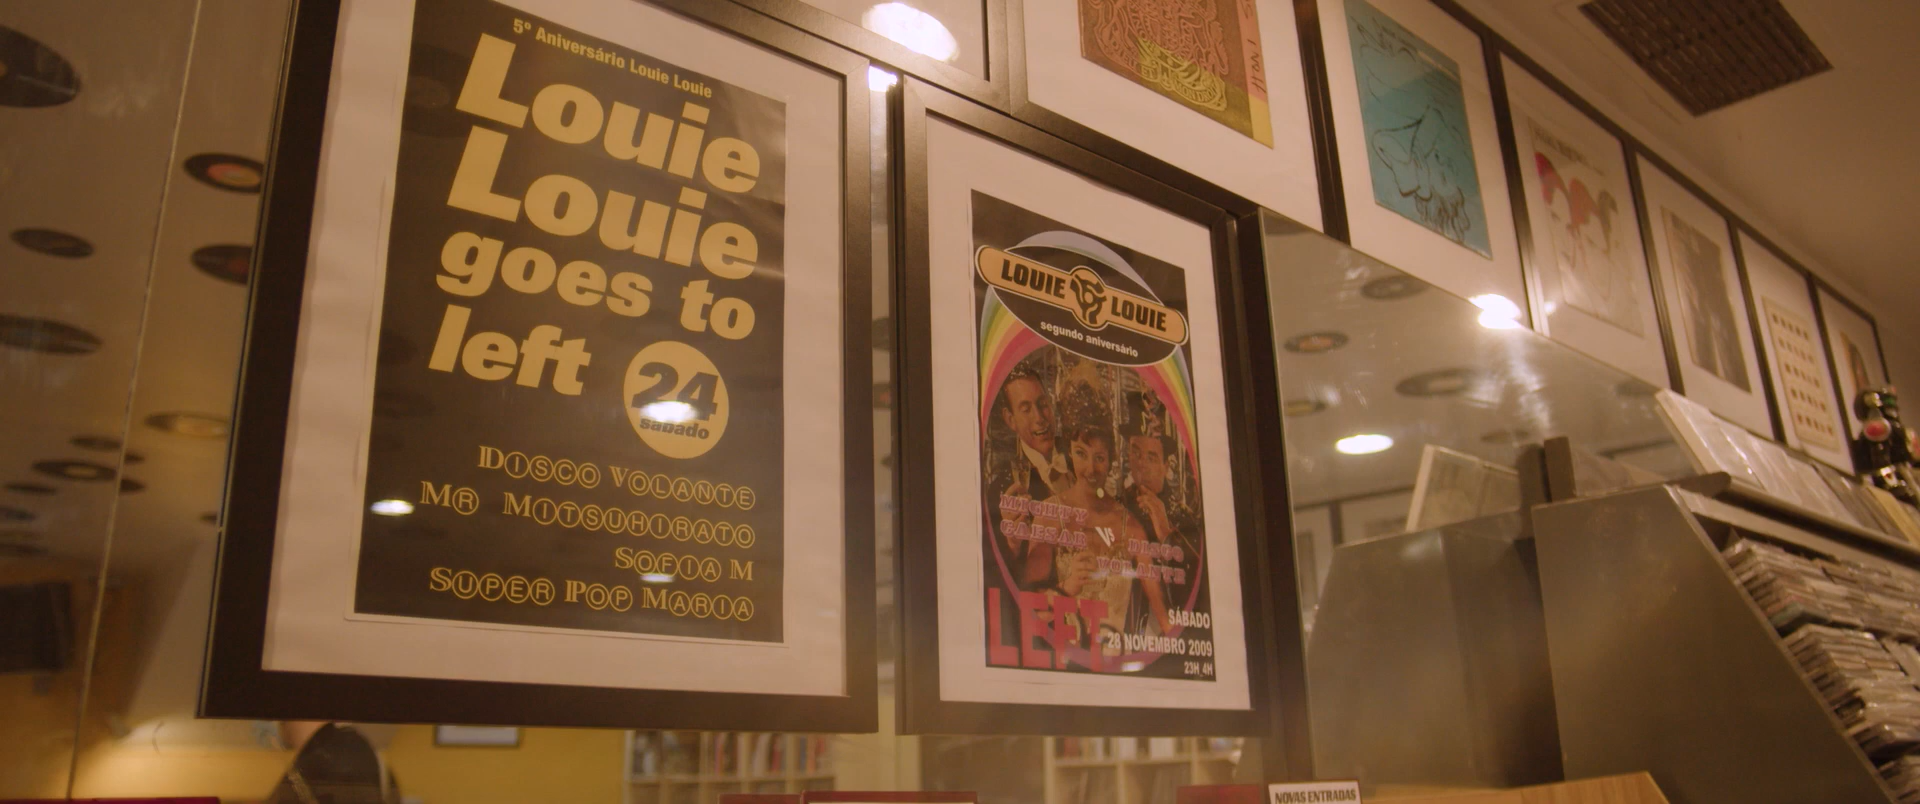 5º Aniversário Louie Louie
Louie
Louie
goes to
left
24
sábado
DISCO VOLANTE
MR MITSUHIRATO
SOFIA M
SUPER POP MARIA
LOUIE LOUIE
segundo aniversário
MIGHTY
CAESAR
Vs
DISCO
VOLANTE
LEFT
SÁBADO
28 NOVEMBRO 2009
23H_4H
NOVAS ENTRADAS